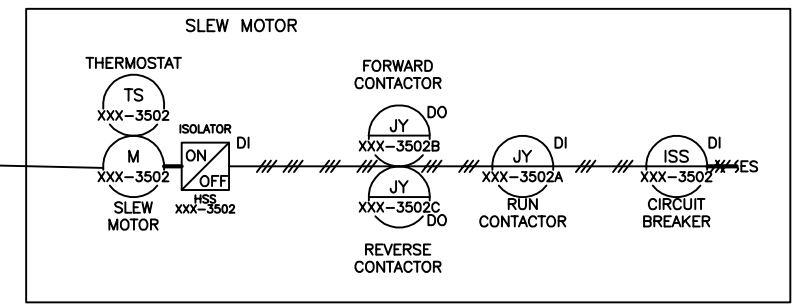 SLEW MOTOR
THERMOSTAT
TS
XXX-3502
M
XXX-3502
SLEW
MOTOR
ISOLATOR
DI
ON
OFF
HSS
XXX-3502
FORWARD
CONTACTOR
DO
JY
XXX-3502B
JY
XXX-3502C
DO
REVERSE
CONTACTOR
DI
JY
XXX-3502A
RUN
CONTACTOR
DI
ISS
XXX-3502
CIRCUIT
BREAKER
ES